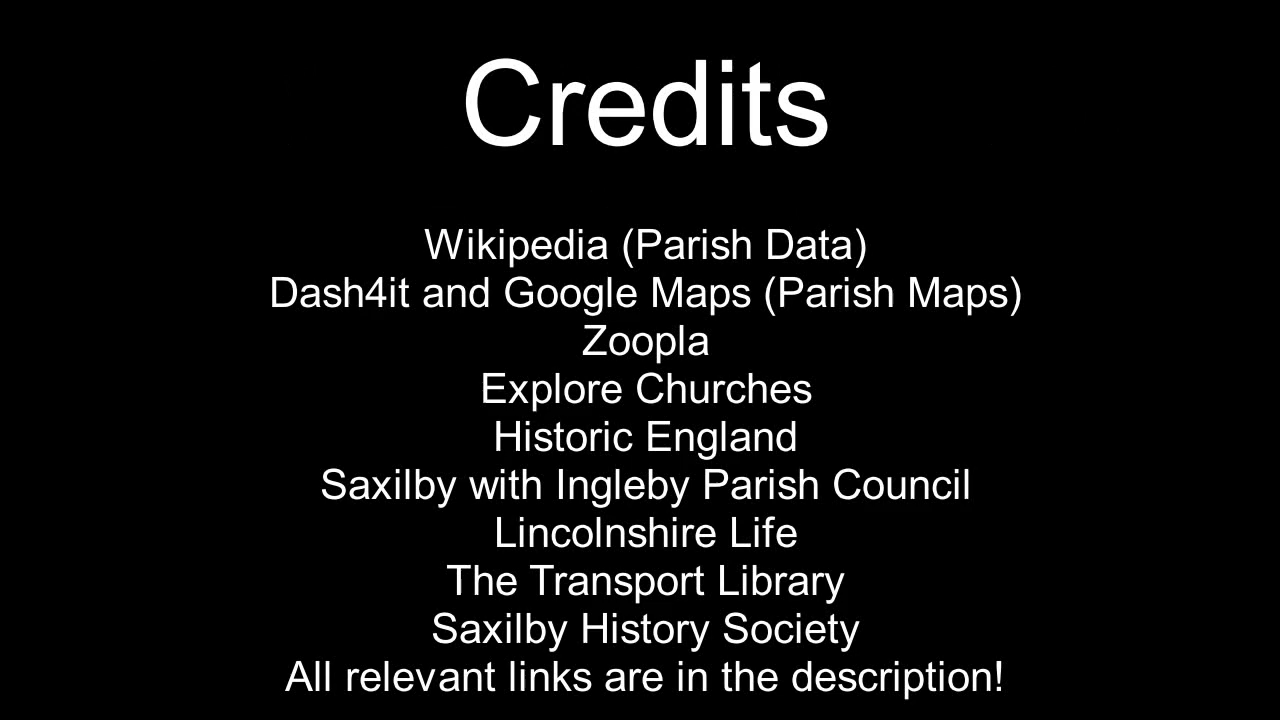 Credits
Wikipedia (Parish Data)
Dash4it and Google Maps (Parish Maps)
Zoopla
Explore Churches
Historic England
Saxilby with Ingleby Parish Council
Lincolnshire Life
The Transport Library
Saxilby History Society
All relevant links are in the description!